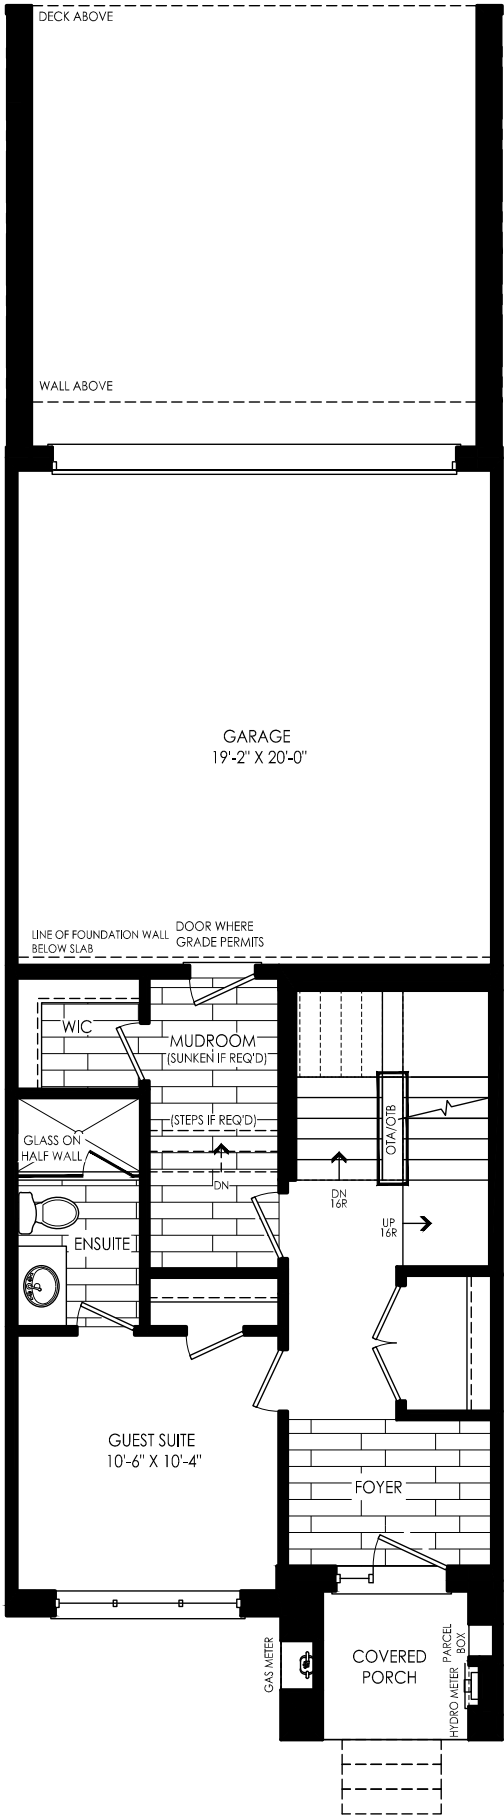 DECK ABOVE
WALL ABOVE
GARAGE
19'-2" X 20'-0"
LINE OF FOUNDATION WALL
BELOW SLAB
DOOR WHERE
GRADE PERMITS
WIC
MUDROOM
(SUNKEN IF REQ'D)
(STEPS IF REQ'D)
DN
GLASS ON
HALF WALL
ENSUITE
OTA/OTB
DN
16R
UP
16R
GUEST SUITE
10'-6" X 10'-4"
FOYER
GAS METER
COVERED
PORCH
PARCEL
BOX
HYDRO METER